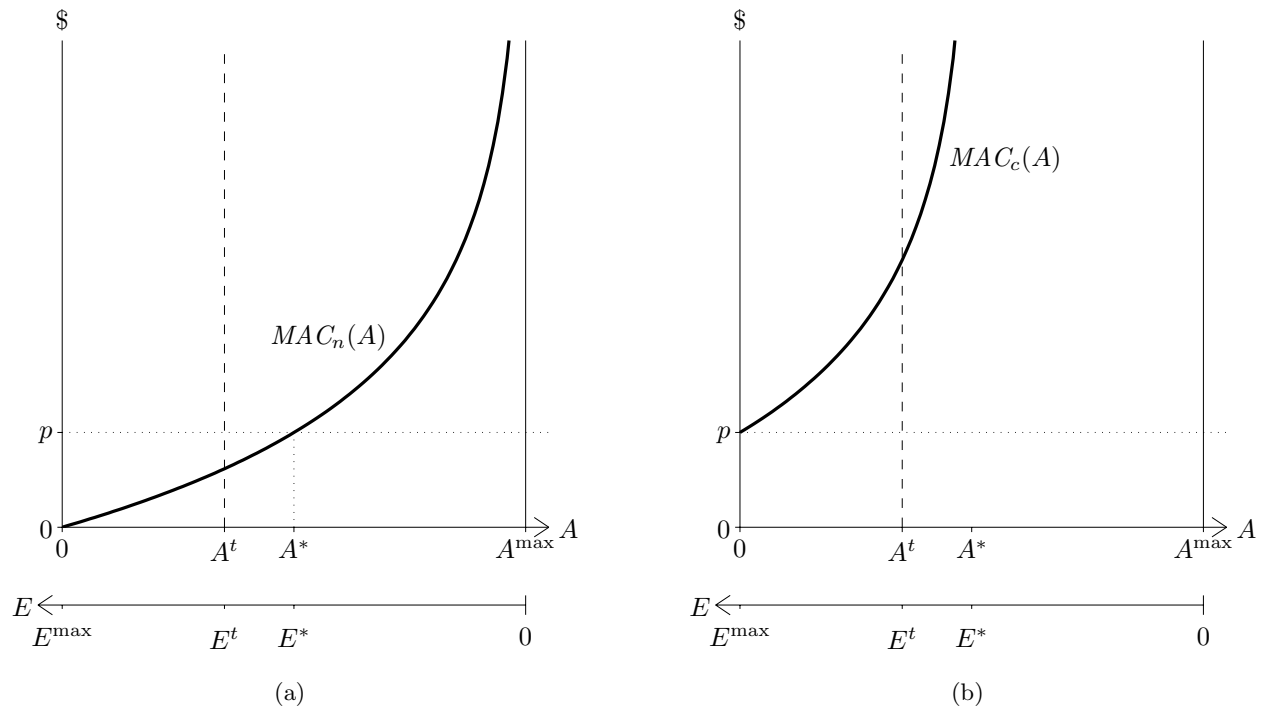 $ $
MAC_c(A)
MAC_n(A)
p p
0 A 0 A
0 A^t A^* A^max 0 A^t A^* A^max
E E
E^max E^t E^* 0 E^max E^t E^* 0
(a) (b)